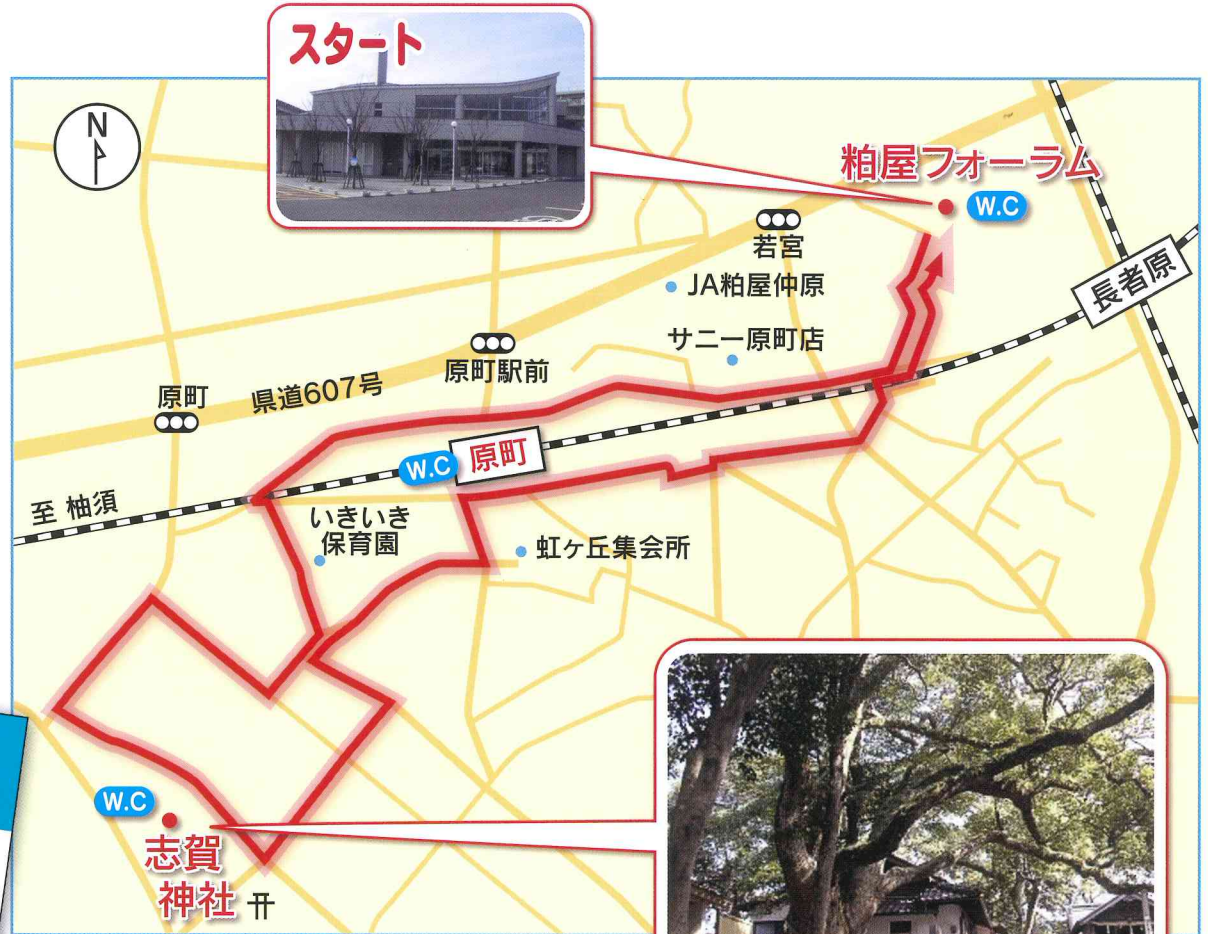 スタート
N
粕屋フォーラム
W.C
若宮
JA粕屋仲原
長者原
サニー原町店
原町駅前
原町
県道607号
W.C
原町
至 柚須
いきいき
保育園
虹ヶ丘集会所
W.C
志賀
神社